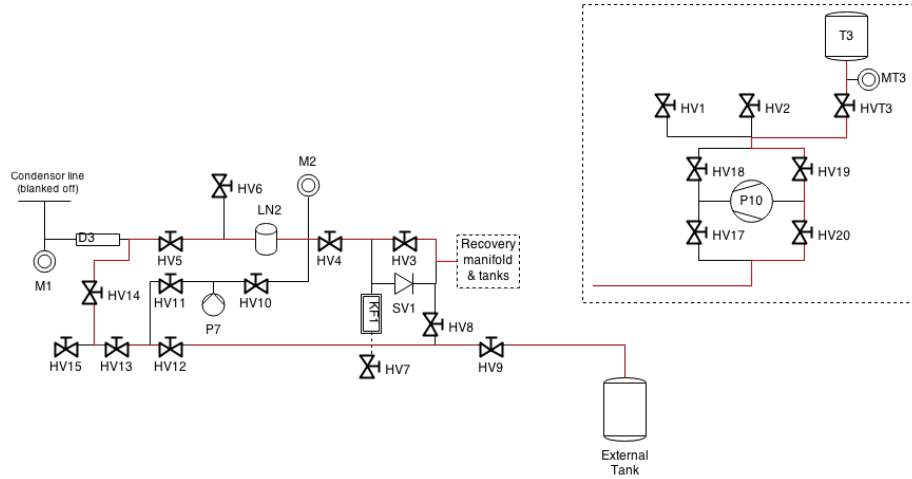 T3
MT3
HV1
HV2
HVT3
M2
Condensor line
(blanked off)
HV6
HV18
HV19
LN2
P10
D3
HV17
HV20
HV5
HV4
HV3
Recovery
manifold
& tanks
M1
HV14
HV11
HV10
SV1
KF1
P7
HV8
HV15
HV13
HV12
HV7
HV9
External
Tank